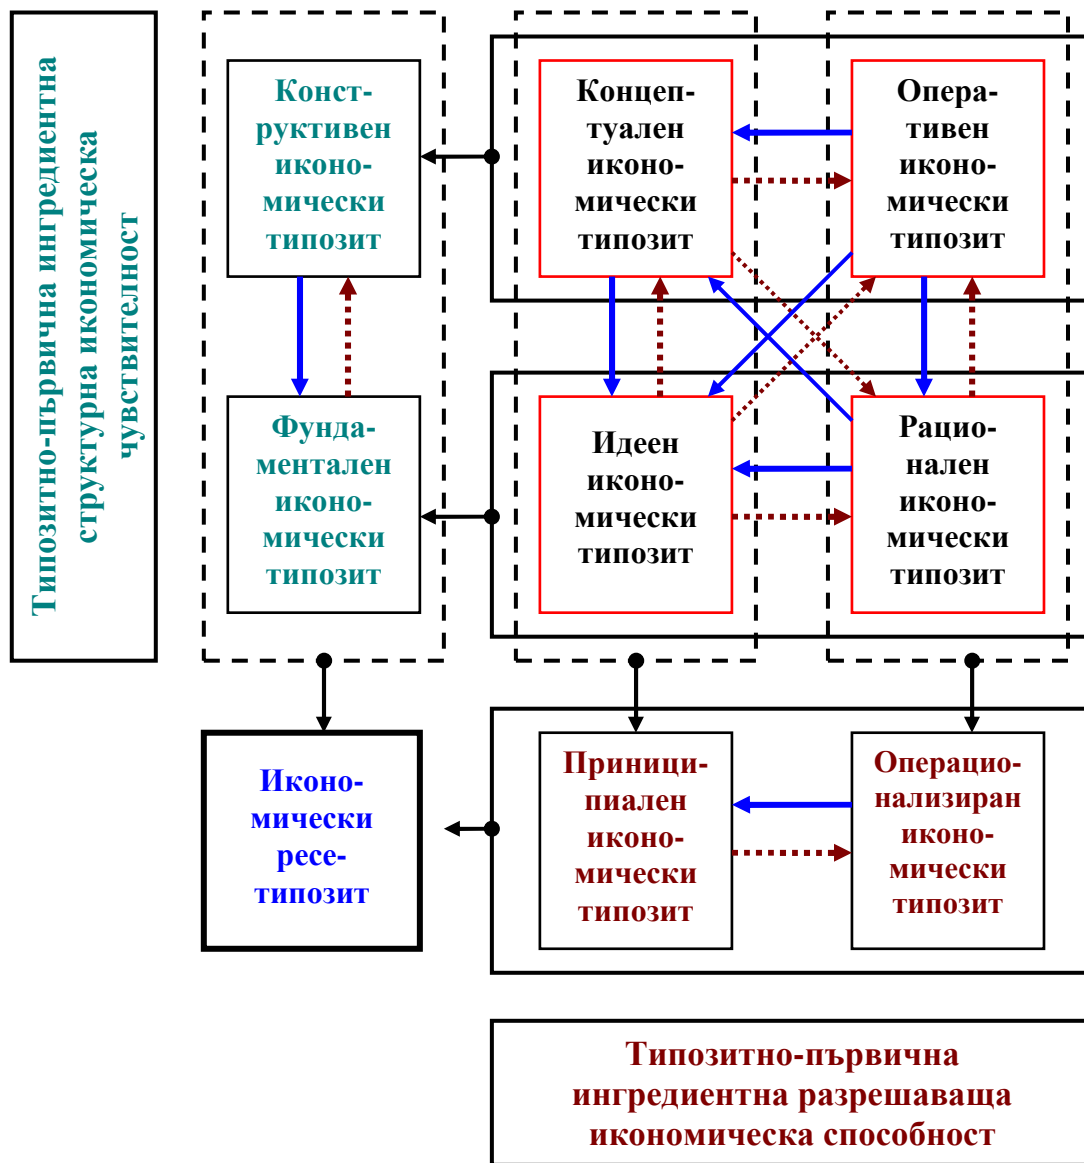 Типозитно-първична ингредиентна
структурна икономическа
чувствителност
Конст-
руктивен
иконо-
мически
типозит
Концеп-
туален
иконо-
мически
типозит
Опера-
тивен
иконо-
мически
типозит
Фунда-
ментален
иконо-
мически
типозит
Идеен
иконо-
мически
типозит
Рацио-
нален
иконо-
мически
типозит
Иконо-
мически
ресе-
типозит
Приници-
пиален
иконо-
мически
типозит
Операцио-
нализиран
иконо-
мически
типозит
Типозитно-първична
ингредиентна разрешаваща
икономическа способност